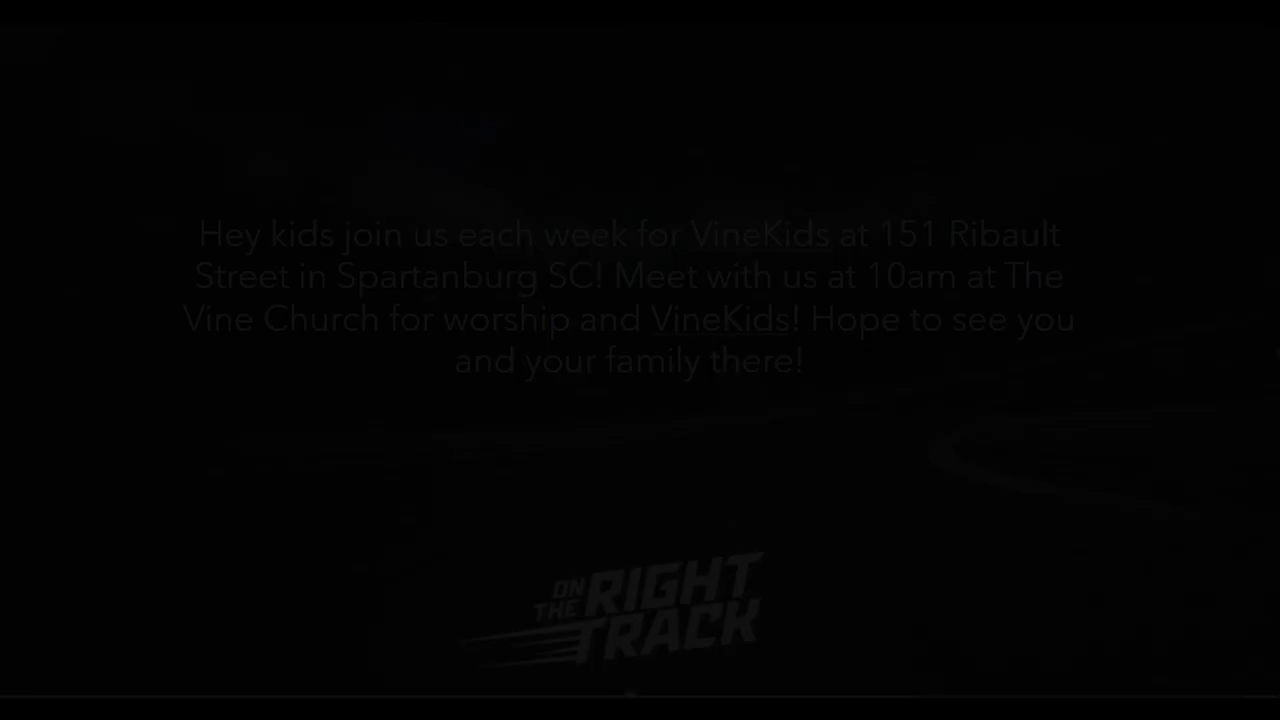 Hey kids join us each week for VineKids at 151 Ribault
Street in Spartanburg SC! Meet with us at 10am at The
Vine Church for worship and VineKids! Hope to see you
and your family there!
ON THE RIGHT
TRACK